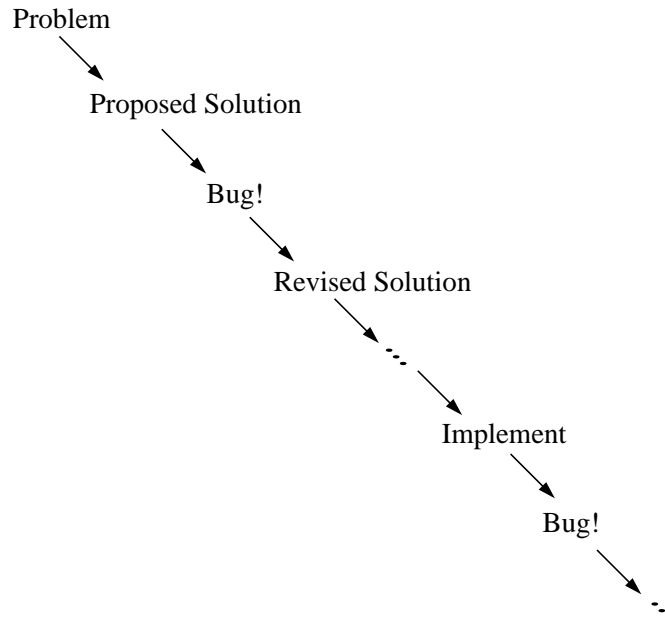 Problem
Proposed Solution
Bug!
Revised Solution
...
Implement
Bug!
..